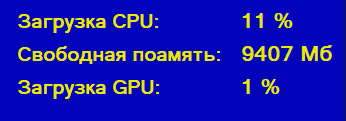 Загрузка CPU: 11 %
Свободная поамять: 9407 Мб
Загрузка GPU: 1 %